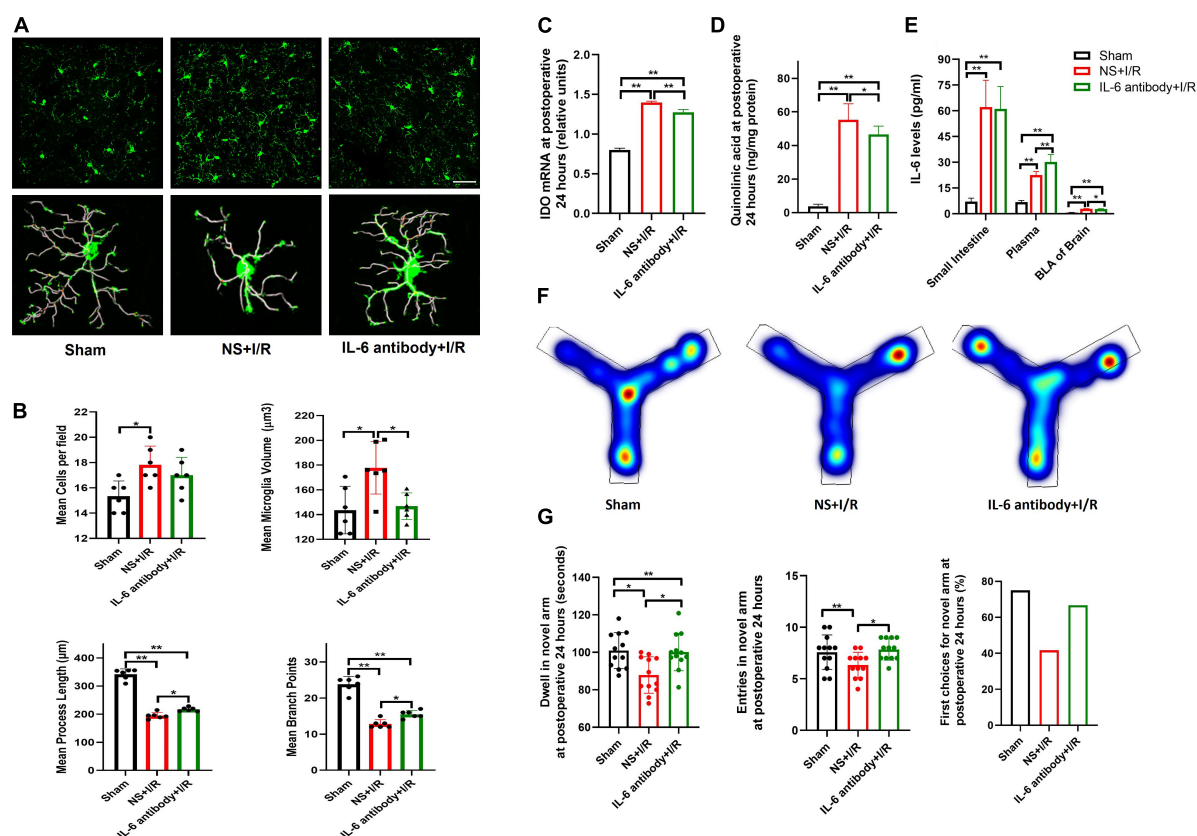 A
Sham
NS+I/R
IL-6 antibody+I/R
B
Mean Cells per field
22
20
18
16
14
12
*
Sham
NS+I/R
IL-6 antibody+I/R
Mean Microglia Volume (μm3)
220
200
180
160
140
120
*
*
Sham
NS+I/R
IL-6 antibody+I/R
Mean Process Length (μm)
400
300
200
100
0
**
**
*
Sham
NS+I/R
IL-6 antibody+I/R
Mean Branch Points
30
20
10
0
**
**
*
Sham
NS+I/R
IL-6 antibody+I/R
C
IDO mRNA at postoperative
24 hours (relative units)
2.0
1.5
1.0
0.5
0.0
**
**
**
Sham
NS+I/R
IL-6 antibody+I/R
D
Quinolinic acid at postoperative
24 hours (ng/mg protein)
80
60
40
20
0
**
**
*
Sham
NS+I/R
IL-6 antibody+I/R
E
IL-6 levels (pg/ml)
90
75
60
45
30
15
0
Sham
NS+I/R
IL-6 antibody+I/R
**
**
**
**
**
**
**
*
Small Intestine
Plasma
BLA of Brain
F
Sham
NS+I/R
IL-6 antibody+I/R
G
Dwell in novel arm
at postoperative 24 hours (seconds)
140
120
100
80
60
**
*
*
Sham
NS+I/R
IL-6 antibody+I/R
Entries in novel arm
at postoperative 24 hours
15
10
5
0
**
*
Sham
NS+I/R
IL-6 antibody+I/R
First choices for novel arm at
postoperative 24 hours (%)
80
60
40
20
0
Sham
NS+I/R
IL-6 antibody+I/R